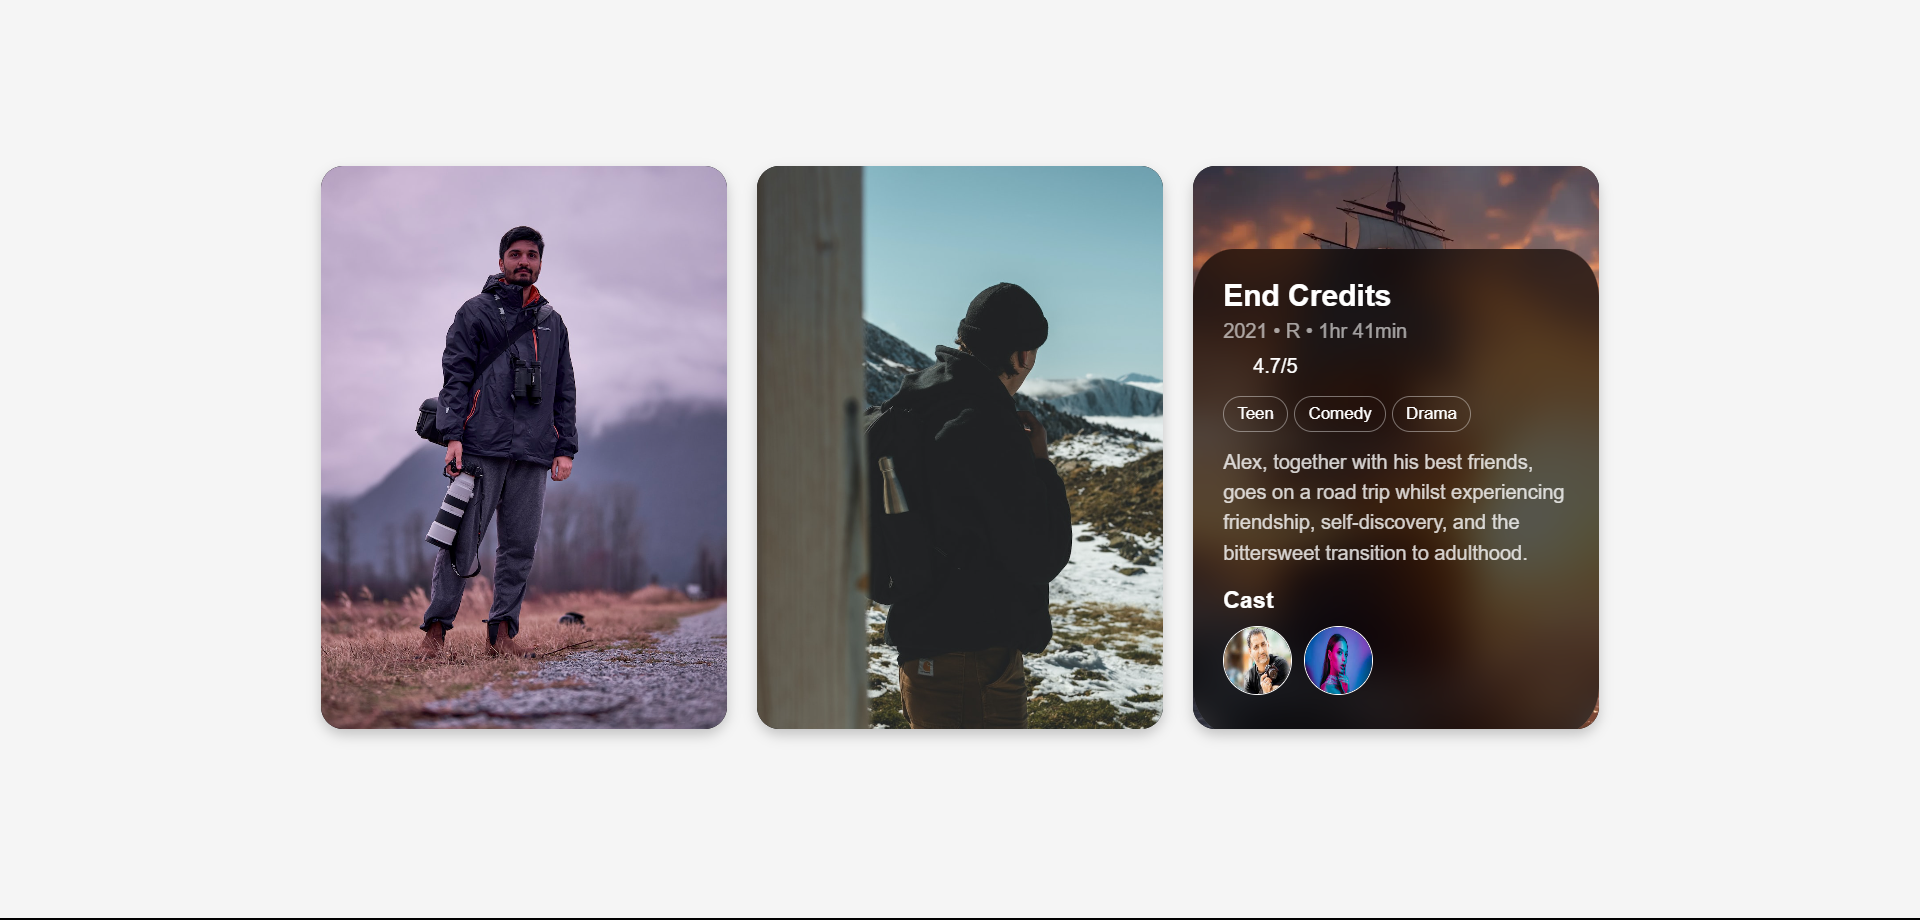 End Credits
2021 • R • 1hr 41min
4.7/5
Teen Comedy Drama
Alex, together with his best friends,
goes on a road trip whilst experiencing
friendship, self-discovery, and the
bittersweet transition to adulthood.
Cast